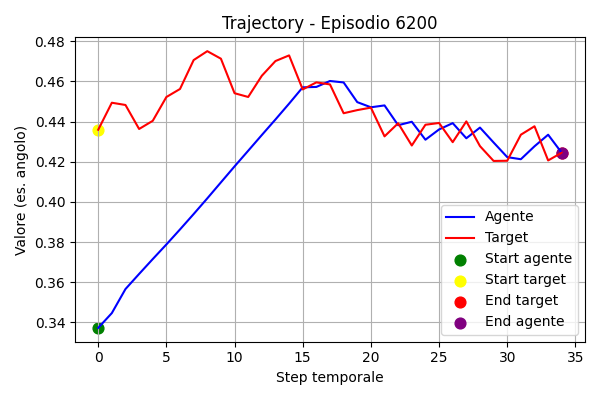 Trajectory - Episodio 6200
Valore (es. angolo)
0.48
0.46
0.44
0.42
0.40
0.38
0.36
0.34
0 5 10 15 20 25 30 35
Step temporale
Agente
Target
Start agente
Start target
End target
End agente